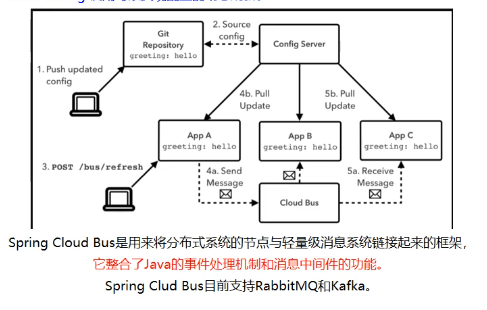 Git
Repository
greeting: hello
2. Source
config
Config Server
1. Push updated
config
4b. Pull
Update
5b. Pull
Update
App A
greeting: hello
App B
greeting: hello
App C
greeting: hello
3. POST /bus/refresh
4a. Send
Message
5a. Receive
Message
Cloud Bus
Spring Cloud Bus是用来将分布式系统的节点与轻量级消息系统链接起来的框架,
它整合了Java的事件处理机制和消息中间件的功能。
Spring Clud Bus目前支持RabbitMQ和Kafka。